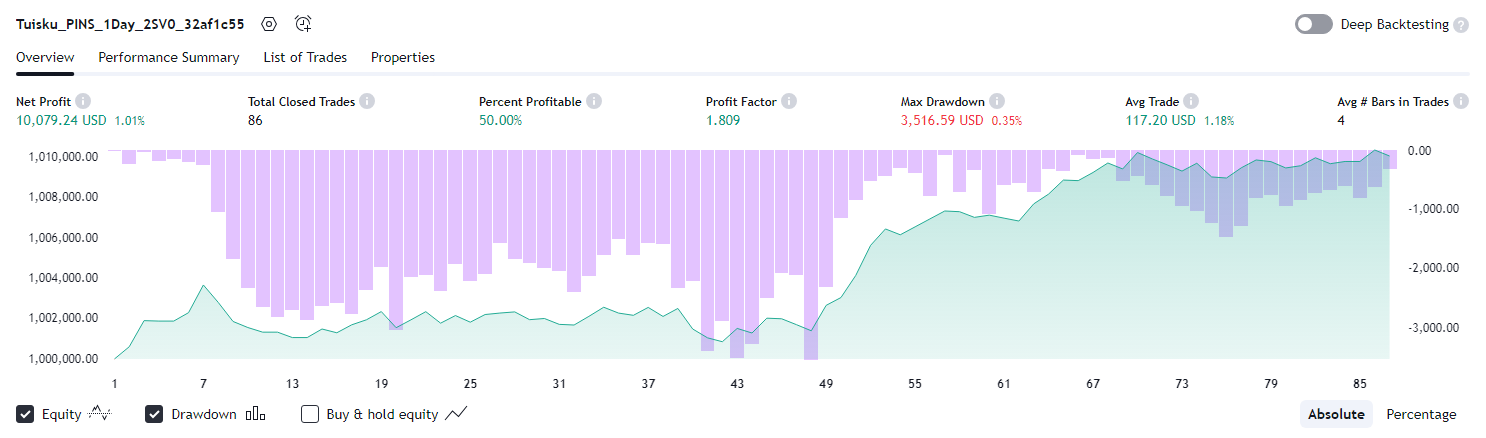 Tuisku_PINS_1Day_2SV0_32af1c55
Deep Backtesting ?
Overview Performance Summary List of Trades Properties
Net Profit Total Closed Trades Percent Profitable Profit Factor Max Drawdown Avg Trade Avg # Bars in Trades
10,079.24 USD 1.01% 86 50.00% 1.809 3,516.59 USD 0.35% 117.20 USD 1.18% 4
1,010,000.00 0.00
1,008,000.00
-1,000.00
1,006,000.00
-2,000.00
1,004,000.00
1,002,000.00
-3,000.00
1,000,000.00
1 7 13 19 25 31 37 43 49 55 61 67 73 79 85
Equity Drawdown Buy & hold equity Absolute Percentage